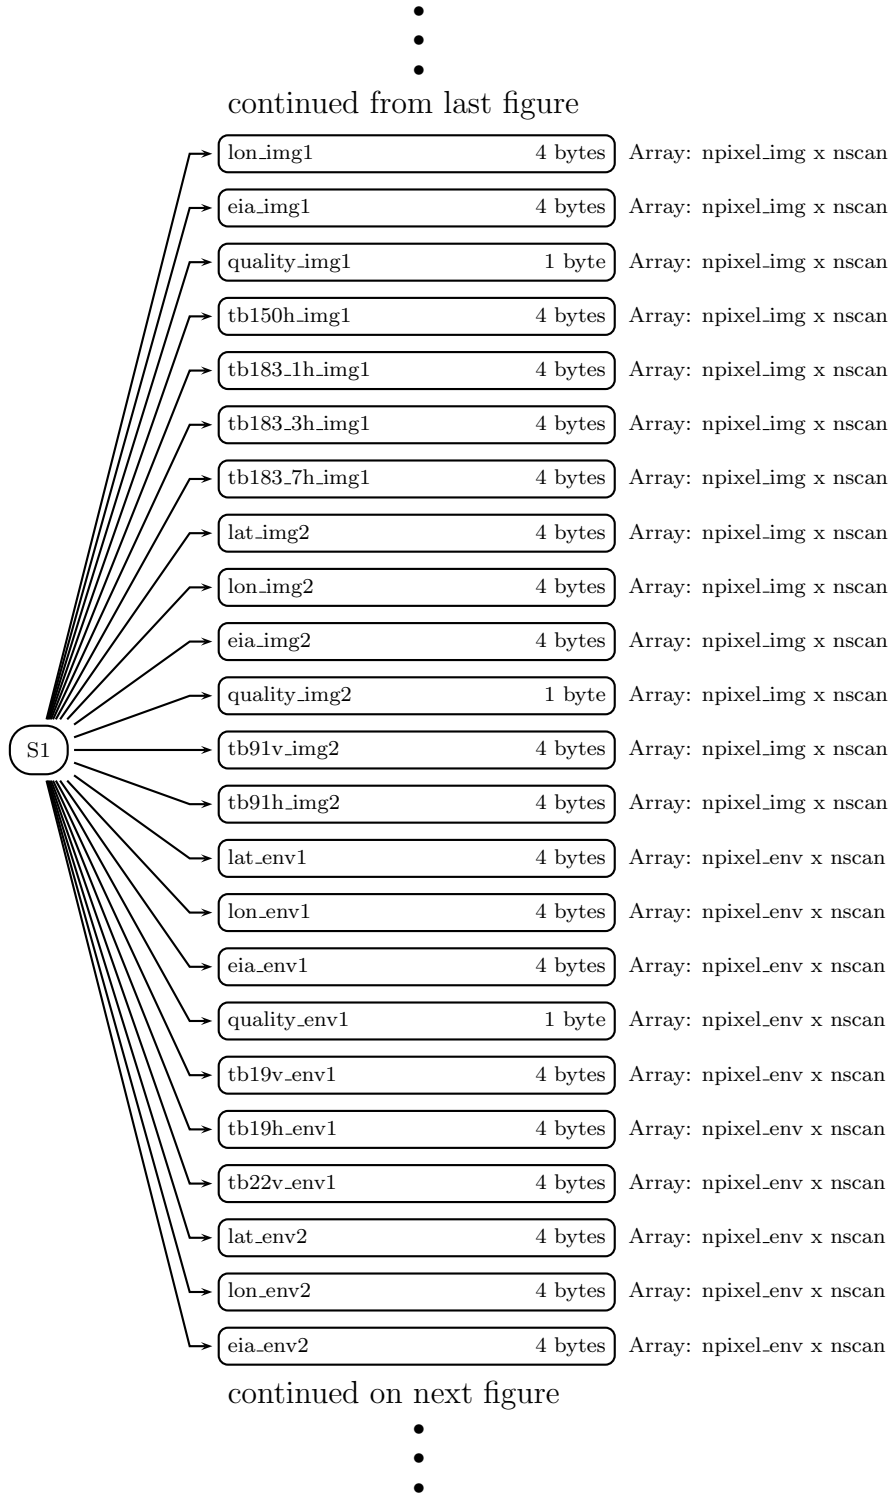 continued from last figure
lon_img1 4 bytes Array: npixel_img x nscan
eia_img1 4 bytes Array: npixel_img x nscan
quality_img1 1 byte Array: npixel_img x nscan
tb150h_img1 4 bytes Array: npixel_img x nscan
tb183_1h_img1 4 bytes Array: npixel_img x nscan
tb183_3h_img1 4 bytes Array: npixel_img x nscan
tb183_7h_img1 4 bytes Array: npixel_img x nscan
lat_img2 4 bytes Array: npixel_img x nscan
lon_img2 4 bytes Array: npixel_img x nscan
eia_img2 4 bytes Array: npixel_img x nscan
quality_img2 1 byte Array: npixel_img x nscan
S1 tb91v_img2 4 bytes Array: npixel_img x nscan
tb91h_img2 4 bytes Array: npixel_img x nscan
lat_env1 4 bytes Array: npixel_env x nscan
lon_env1 4 bytes Array: npixel_env x nscan
eia_env1 4 bytes Array: npixel_env x nscan
quality_env1 1 byte Array: npixel_env x nscan
tb19v_env1 4 bytes Array: npixel_env x nscan
tb19h_env1 4 bytes Array: npixel_env x nscan
tb22v_env1 4 bytes Array: npixel_env x nscan
lat_env2 4 bytes Array: npixel_env x nscan
lon_env2 4 bytes Array: npixel_env x nscan
eia_env2 4 bytes Array: npixel_env x nscan
continued on next figure